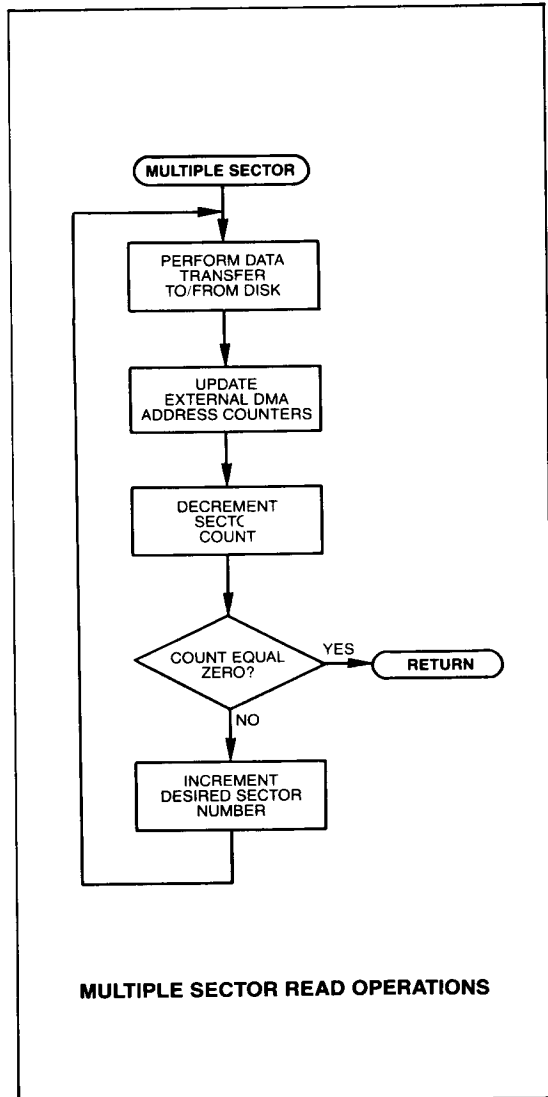 MULTIPLE SECTOR
PERFORM DATA
TRANSFER
TO/FROM DISK
UPDATE
EXTERNAL DMA
ADDRESS COUNTERS
DECREMENT
SECTC
COUNT
COUNT EQUAL
ZERO?
YES
RETURN
NO
INCREMENT
DESIRED SECTOR
NUMBER
MULTIPLE SECTOR READ OPERATIONS